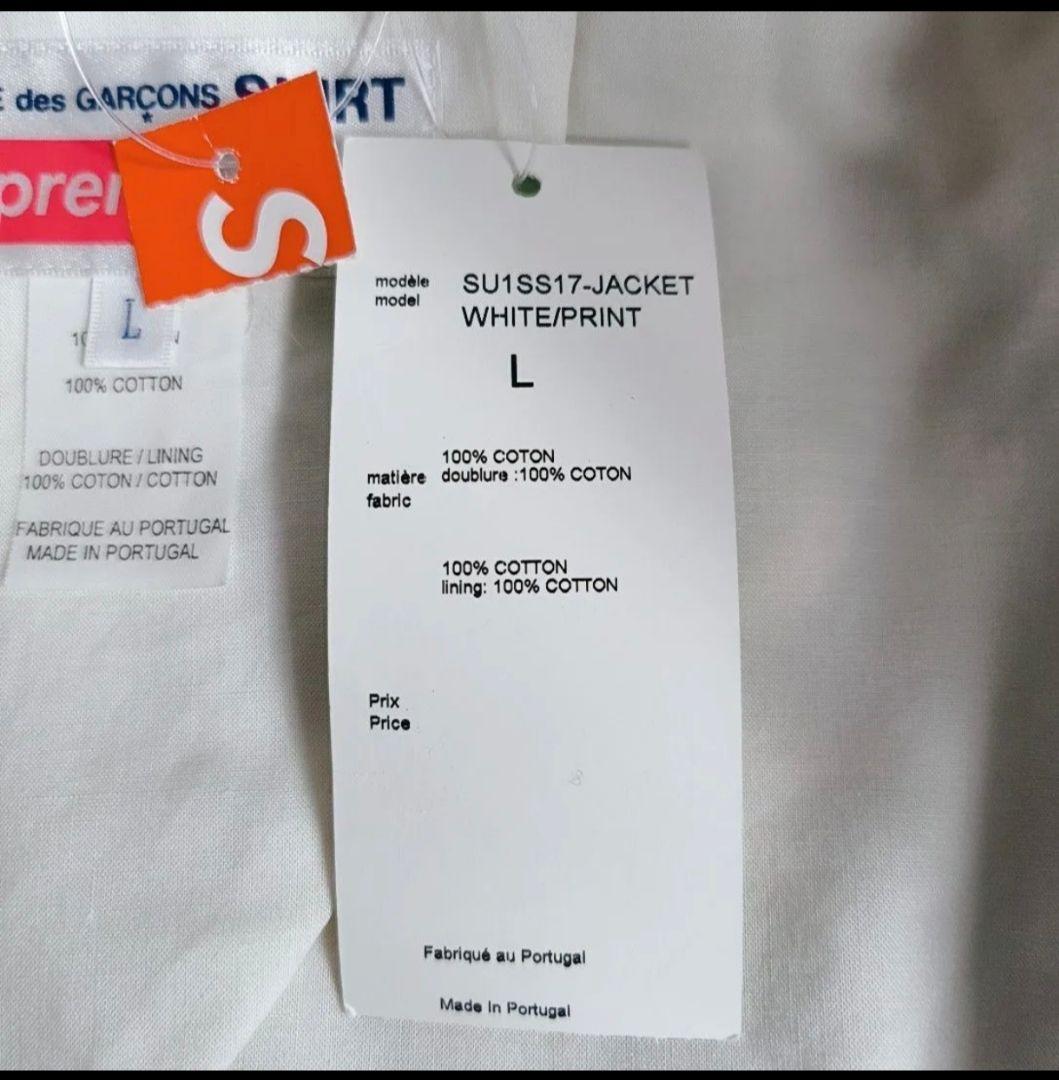 des GARÇONS
S
modèle SU1SS17-JACKET
model WHITE/PRINT
L
L
100% COTTON
DOUBLURE / LINING
100% COTON / COTTON
FABRIQUE AU PORTUGAL
MADE IN PORTUGAL
100% COTON
matière doublure :100% COTON
fabric
100% COTTON
lining: 100% COTTON
Prix
Price
Fabriqué au Portugal
Made In Portugal